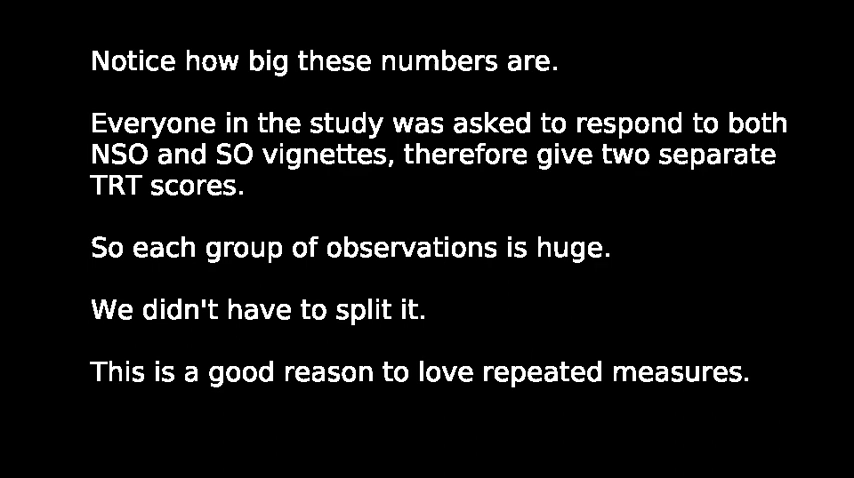 Notice how big these numbers are.
Everyone in the study was asked to respond to both
NSO and SO vignettes, therefore give two separate
TRT scores.
So each group of observations is huge.
We didn't have to split it.
This is a good reason to love repeated measures.